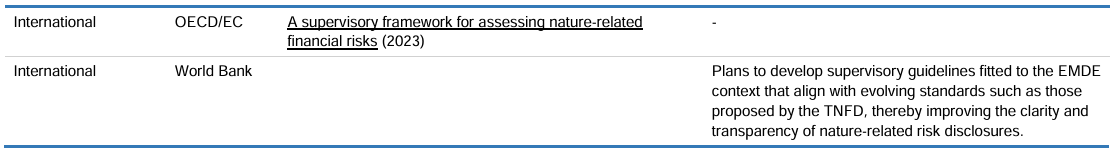 International OECD/EC A supervisory framework for assessing nature-related -
financial risks (2023)
International World Bank Plans to develop supervisory guidelines fitted to the EMDE
context that align with evolving standards such as those
proposed by the TNFD, thereby improving the clarity and
transparency of nature-related risk disclosures.